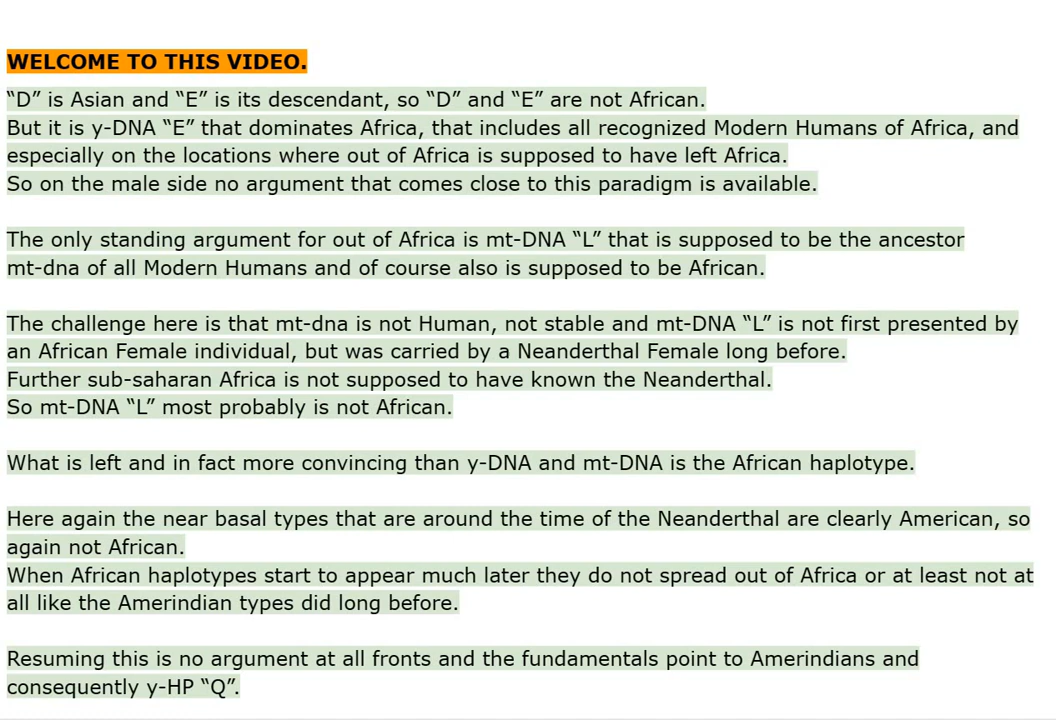 WELCOME TO THIS VIDEO.
“D” is Asian and “E” is its descendant, so “D” and “E” are not African.
But it is y-DNA “E” that dominates Africa, that includes all recognized Modern Humans of Africa, and
especially on the locations where out of Africa is supposed to have left Africa.
So on the male side no argument that comes close to this paradigm is available.
The only standing argument for out of Africa is mt-DNA “L” that is supposed to be the ancestor
mt-dna of all Modern Humans and of course also is supposed to be African.
The challenge here is that mt-dna is not Human, not stable and mt-DNA “L” is not first presented by
an African Female individual, but was carried by a Neanderthal Female long before.
Further sub-saharan Africa is not supposed to have known the Neanderthal.
So mt-DNA “L” most probably is not African.
What is left and in fact more convincing than y-DNA and mt-DNA is the African haplotype.
Here again the near basal types that are around the time of the Neanderthal are clearly American, so
again not African.
When African haplotypes start to appear much later they do not spread out of Africa or at least not at
all like the Amerindian types did long before.
Resuming this is no argument at all fronts and the fundamentals point to Amerindians and
consequently y-HP “Q”.